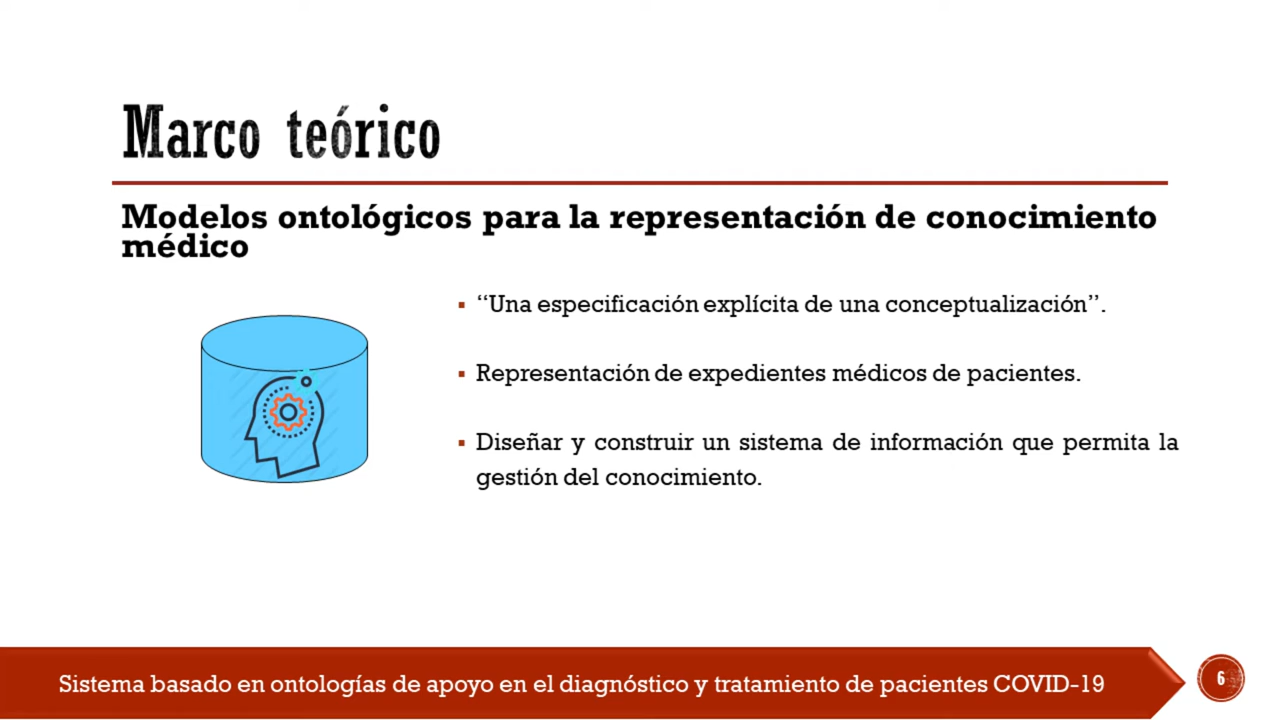 Marco teórico
Modelos ontológicos para la representación de conocimiento
médico
▪ “Una especificación explícita de una conceptualización”.
▪ Representación de expedientes médicos de pacientes.
▪ Diseñar y construir un sistema de información que permita la
gestión del conocimiento.
Sistema basado en ontologías de apoyo en el diagnóstico y tratamiento de pacientes COVID-19
6